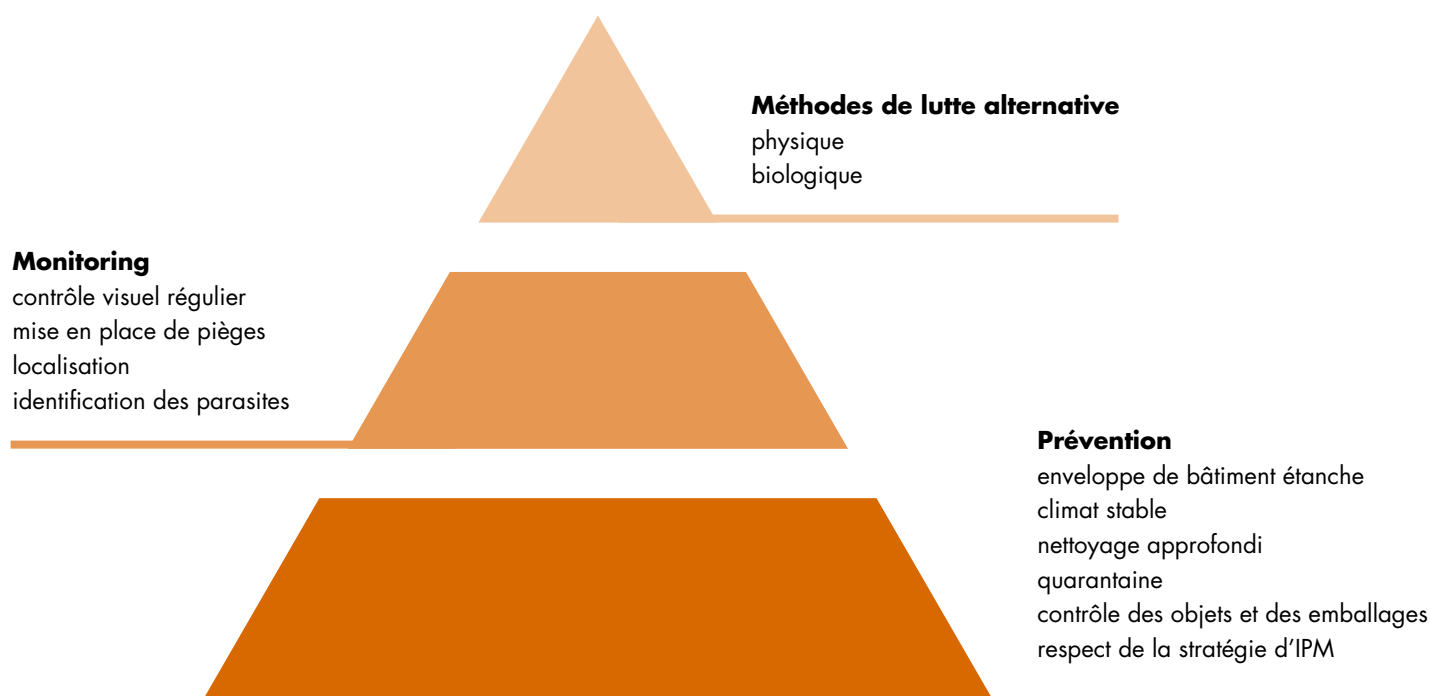 Méthodes de lutte alternative
physique
biologique
Monitoring
contrôle visuel régulier
mise en place de pièges
localisation
identification des parasites
Prévention
enveloppe de bâtiment étanche
climat stable
nettoyage approfondi
quarantaine
contrôle des objets et des emballages
respect de la stratégie d’IPM